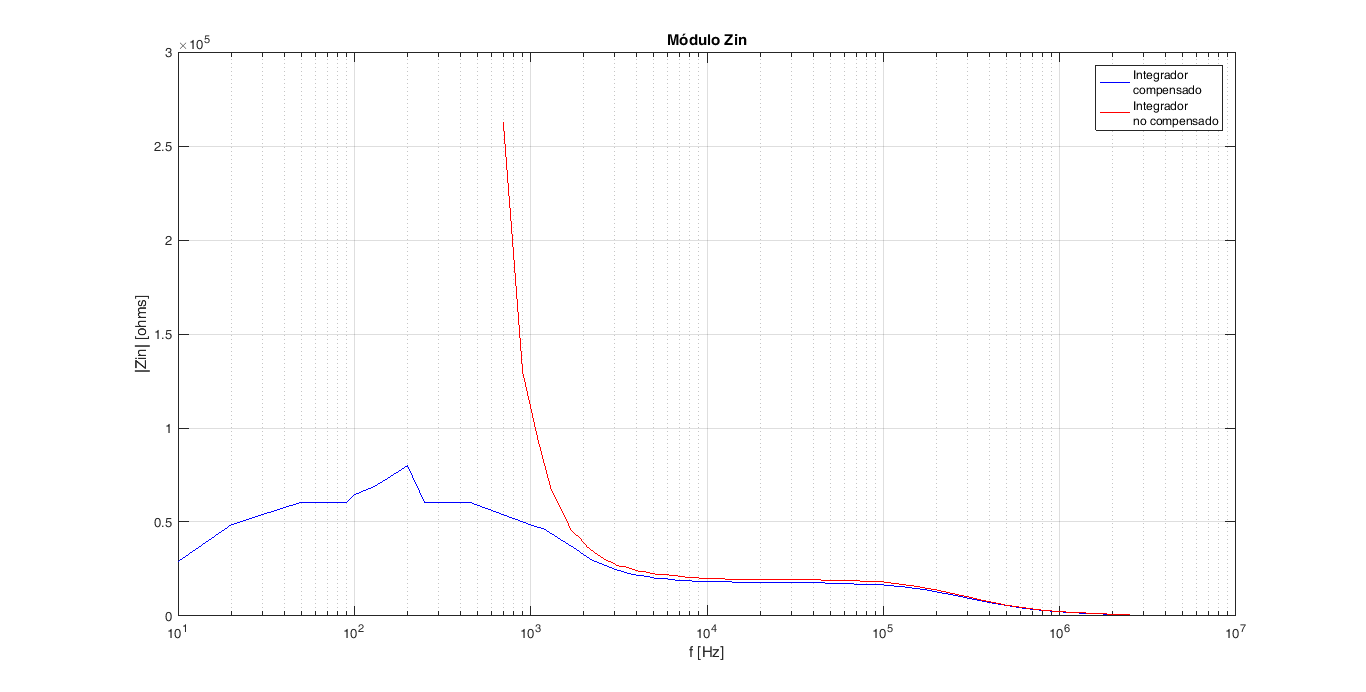 Módulo Zin
×10^5
3
2.5
2
1.5
1
0.5
0
|Zin| [ohms]
Integrador
compensado
Integrador
no compensado
10^1
10^2
10^3
10^4
10^5
10^6
10^7
f [Hz]